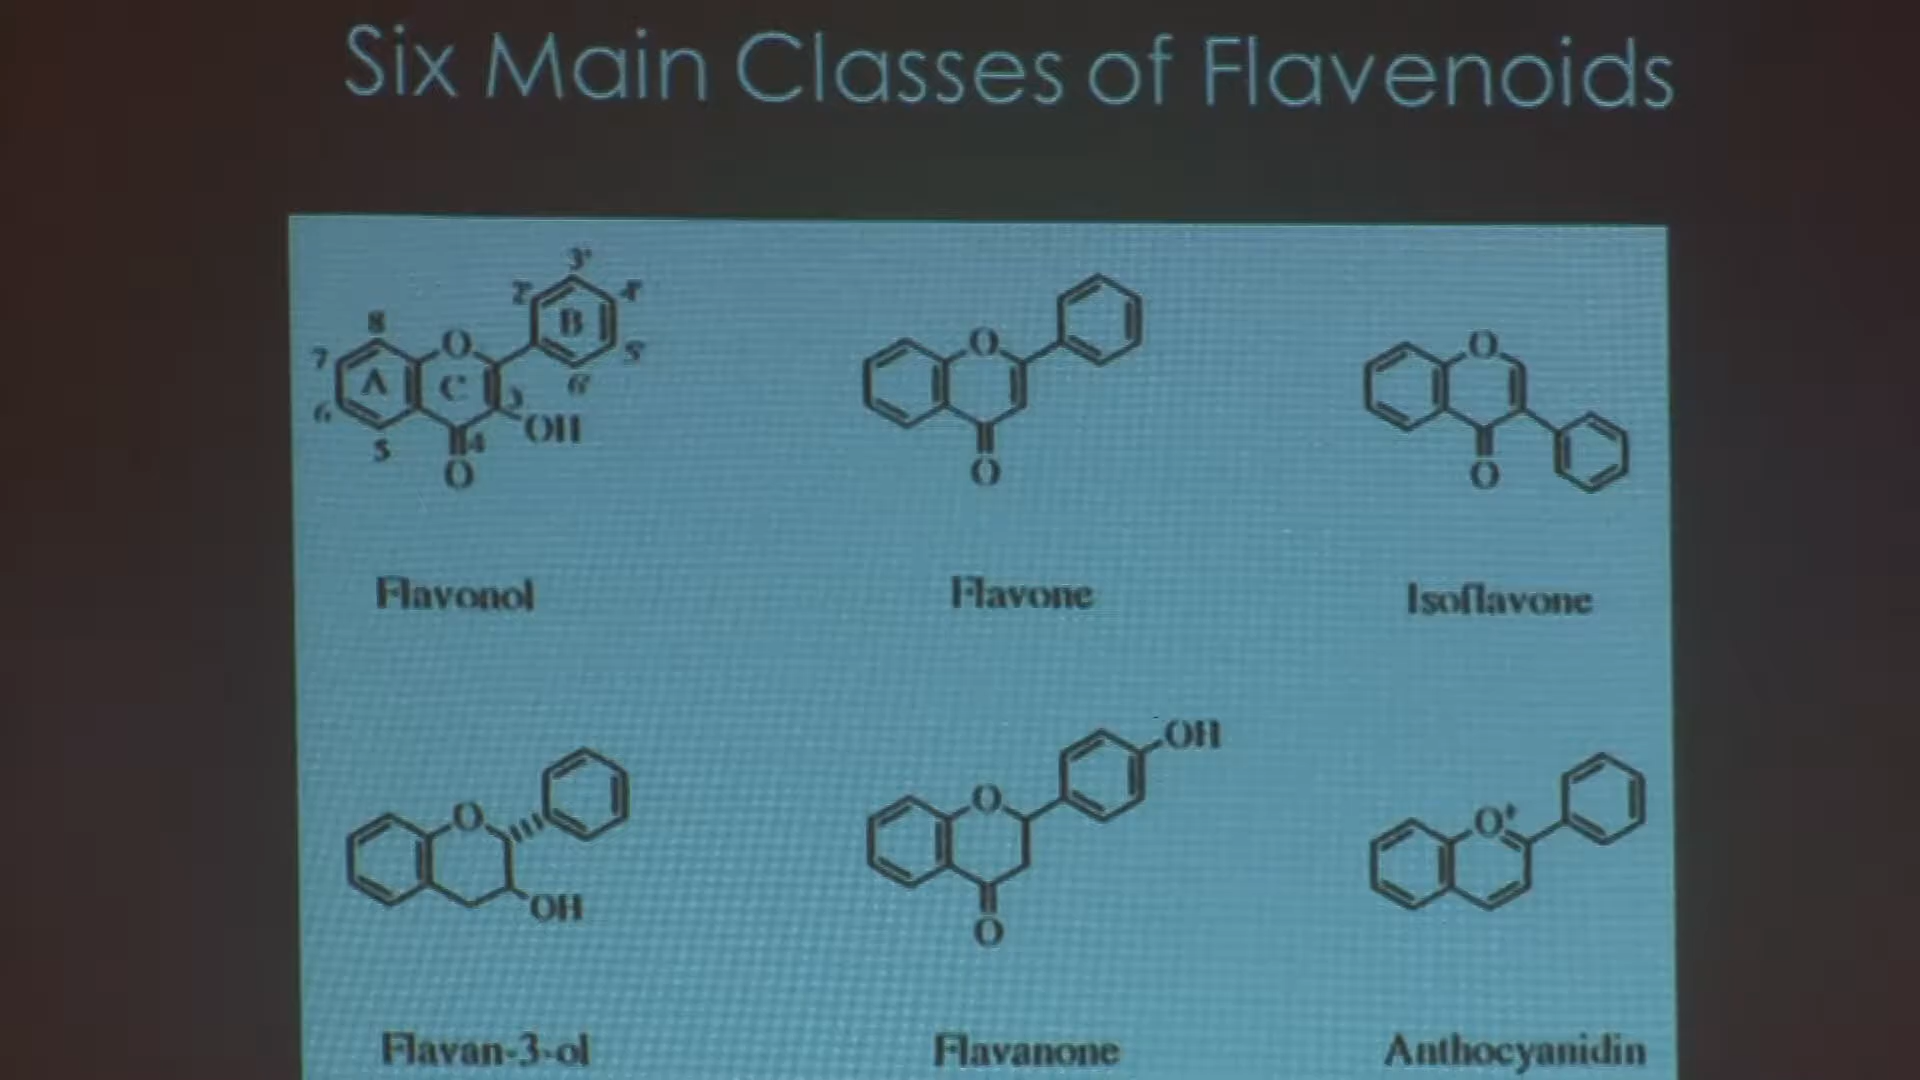 Six Main Classes of Flavenoids
3'
2' 4'
8 B
7 O 5'
A C 6'
6 3 OH
5 4
O
O
O
O
O
Flavonol Flavone Isoflavone
OH
O
O
O+
OH
O
Flavan-3-ol Flavanone Anthocyanidin